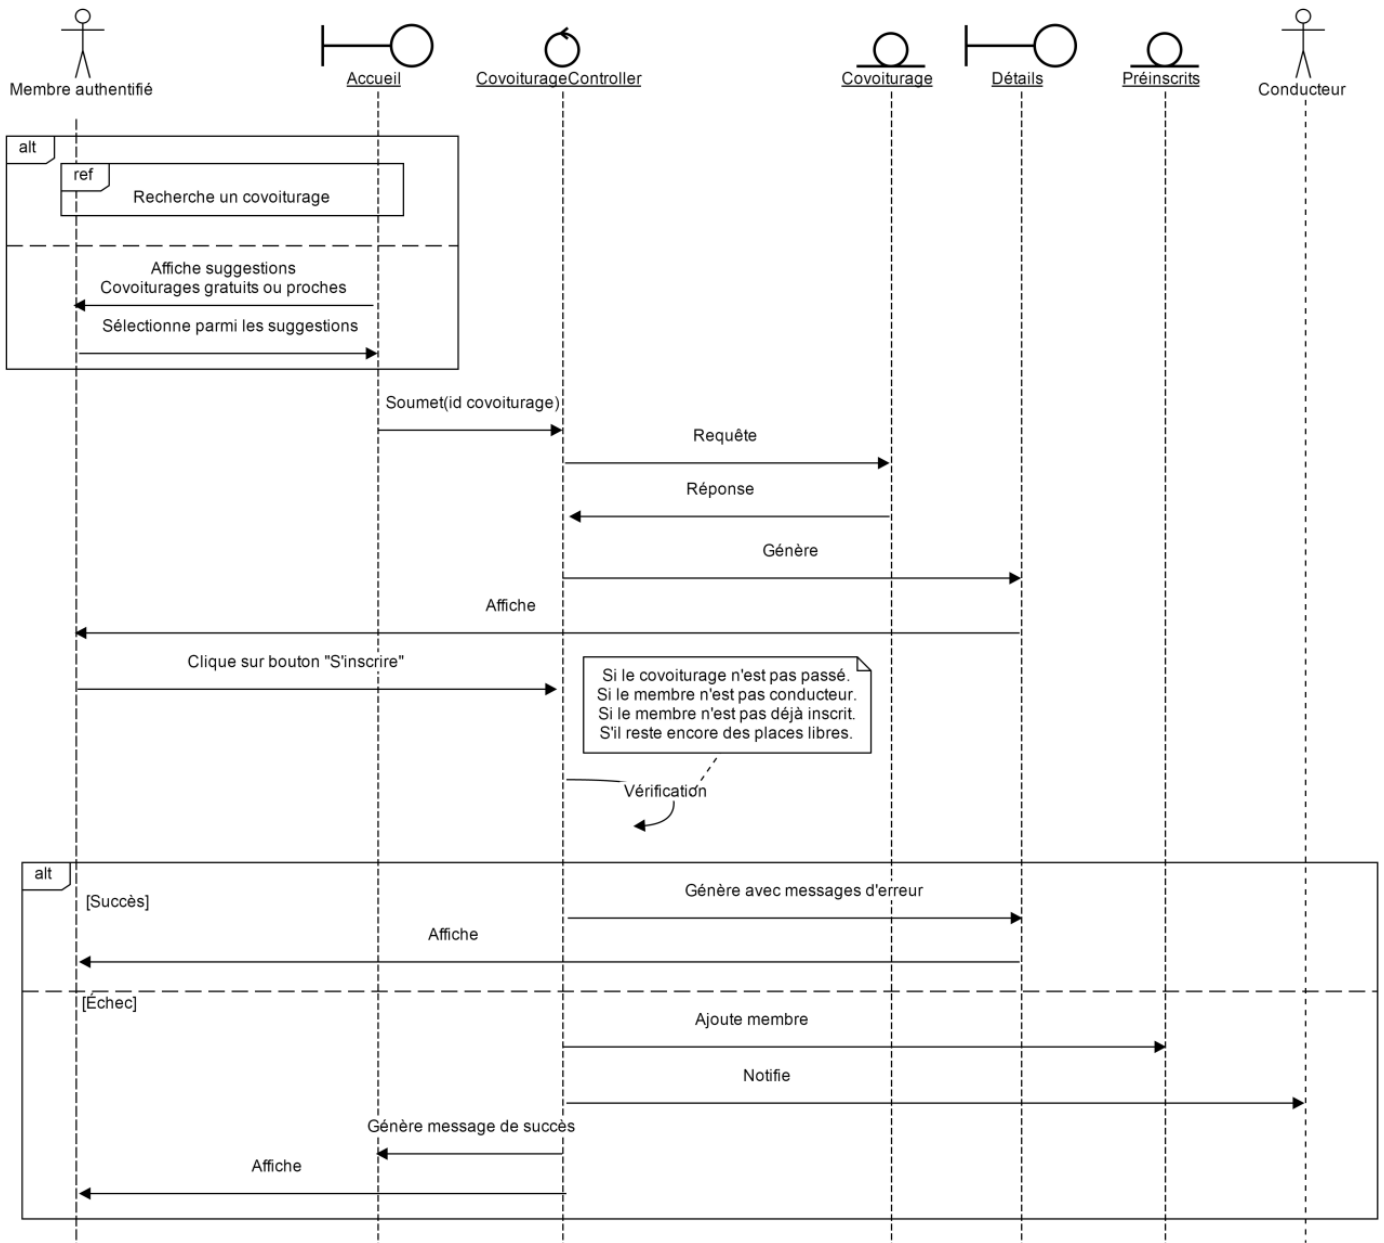 Membre authentifié
Accueil
CovoiturageController
Covoiturage
Détails
Préinscrits
Conducteur
alt
ref
Recherche un covoiturage
Affiche suggestions
Covoiturages gratuits ou proches
Sélectionne parmi les suggestions
Soumet(id covoiturage)
Requête
Réponse
Génère
Affiche
Clique sur bouton "S'inscrire"
Si le covoiturage n'est pas passé.
Si le membre n'est pas conducteur.
Si le membre n'est pas déjà inscrit.
S'il reste encore des places libres.
Vérification
alt
[Succès]
Génère avec messages d'erreur
Affiche
[Échec]
Ajoute membre
Notifie
Génère message de succès
Affiche